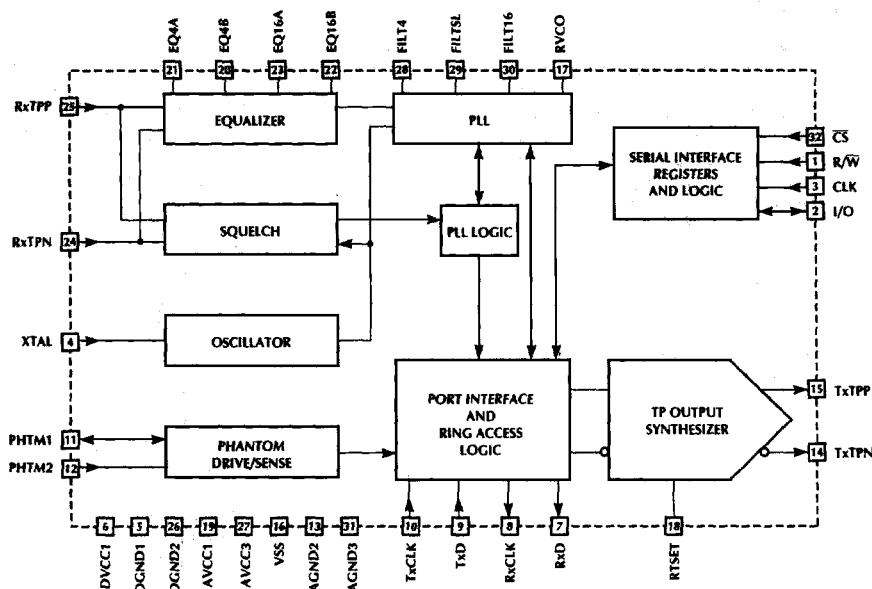 EQ4A
EQ4B
EQ16A
EQ16B
FILT4
FILTSL
FILT16
RVCO
21
20
23
22
28
29
30
17
RxTPP
25
EQUALIZER
PLL
SERIAL INTERFACE
REGISTERS
AND LOGIC
32
CS
1
R/W
3
CLK
2
I/O
SQUELCH
PLL LOGIC
RxTPN
24
XTAL
4
OSCILLATOR
PORT INTERFACE
AND
RING ACCESS
LOGIC
TP OUTPUT
SYNTHESIZER
15
TxTPP
14
TxTPN
PHTM1
11
PHTM2
12
PHANTOM
DRIVE/SENSE
6
5
26
19
27
16
13
31
10
9
8
7
18
DVCC1
DGND1
DGND2
AVCC1
AVCC3
VSS
AGND2
AGND3
TxCLK
TxD
RxCLK
RxD
RTSET